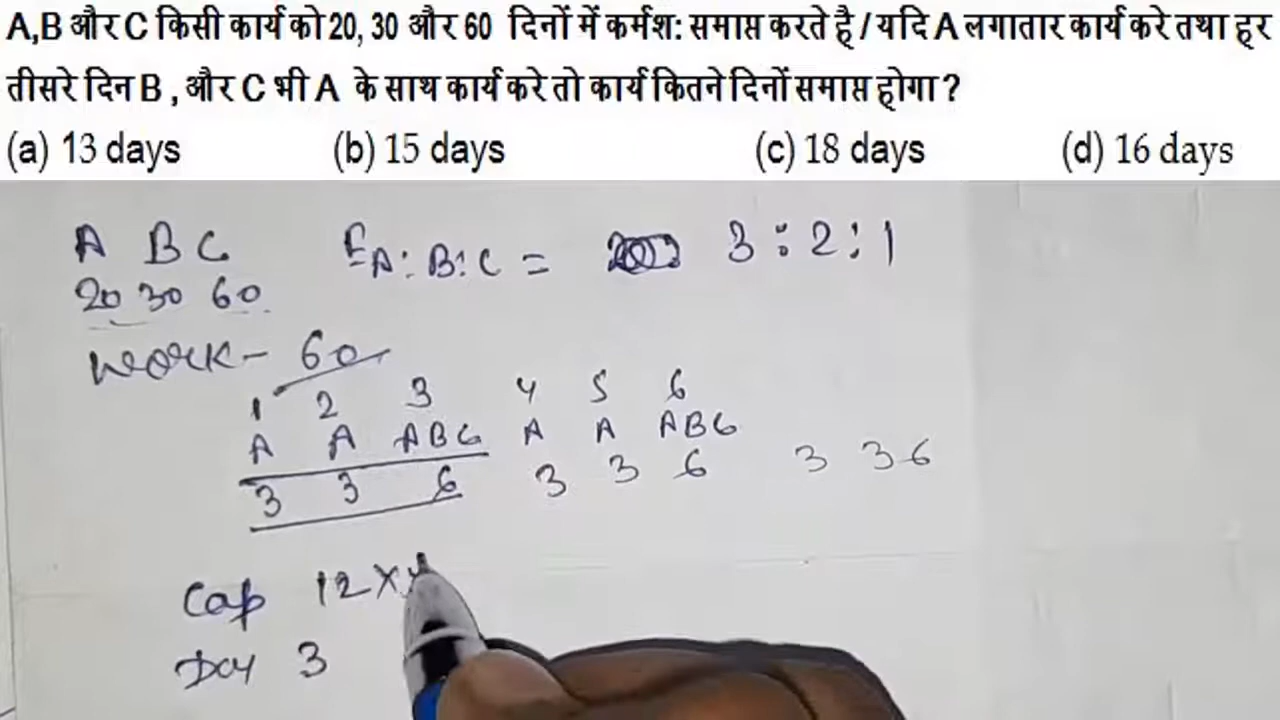 A,B और C किसी कार्य को 20, 30 और 60 दिनों में कर्मश: समाप्त करते है / यदि A लगातार कार्य करे तथा हर
तीसरे दिन B , और C भी A के साथ कार्य करे तो कार्य कितने दिनों समाप्त होगा ?
(a) 13 days (b) 15 days (c) 18 days (d) 16 days
A B C E A : B : C = 3 : 2 : 1
20 30 60
Work - 60
1 2 3 4 5 6
A A ABC A A ABC
3 3 6 3 3 6 3 3 6
Cap 12 x
Day 3